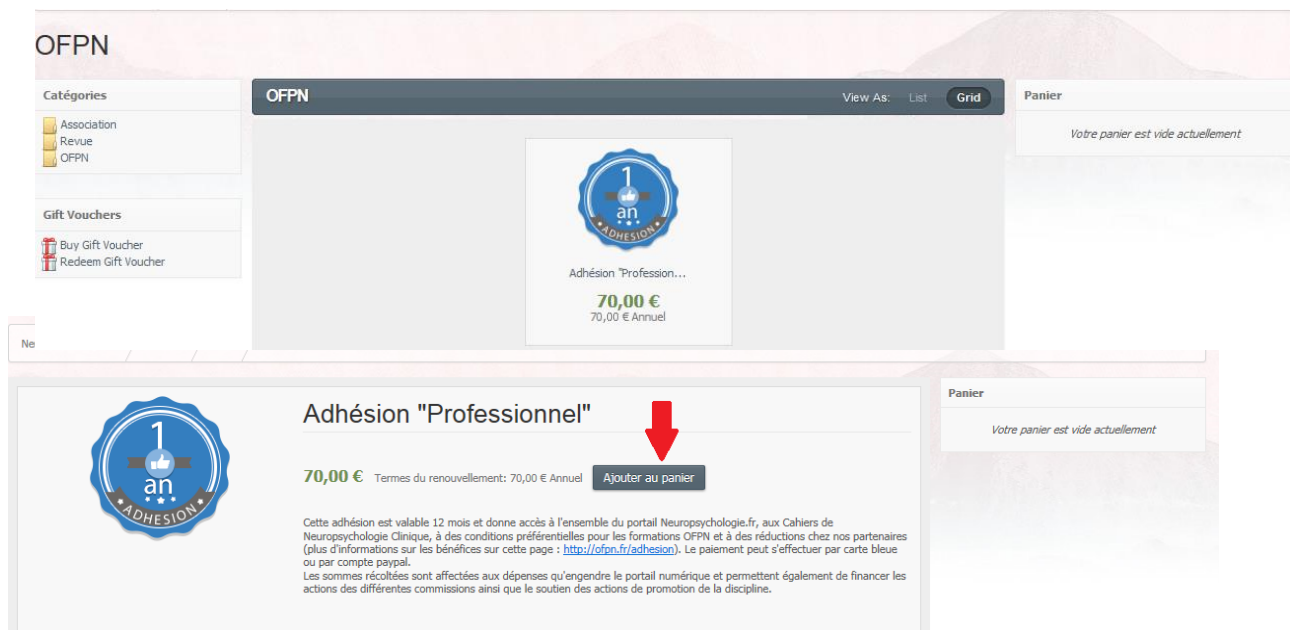 OFPN
Catégories
Association
Revue
OFPN
Gift Vouchers
Buy Gift Voucher
Redeem Gift Voucher
OFPN
View As: List Grid
1
an
ADHESION
Adhésion "Profession...
70,00 €
70,00 € Annuel
Panier
Votre panier est vide actuellement
Ne
1
an
ADHESION
Adhésion "Professionnel"
70,00 € Termes du renouvellement: 70,00 € Annuel Ajouter au panier
Cette adhésion est valable 12 mois et donne accès à l'ensemble du portail Neuropsychologie.fr, aux Cahiers de
Neuropsychologie Clinique, à des conditions préférentielles pour les formations OFPN et à des réductions chez nos partenaires
(plus d'informations sur les bénéfices sur cette page : http://ofpn.fr/adhesion). Le paiement peut s'effectuer par carte bleue
ou par compte paypal.
Les sommes récoltées sont affectées aux dépenses qu'engendre le portail numérique et permettent également de financer les
actions des différentes commissions ainsi que le soutien des actions de promotion de la discipline.
Panier
Votre panier est vide actuellement